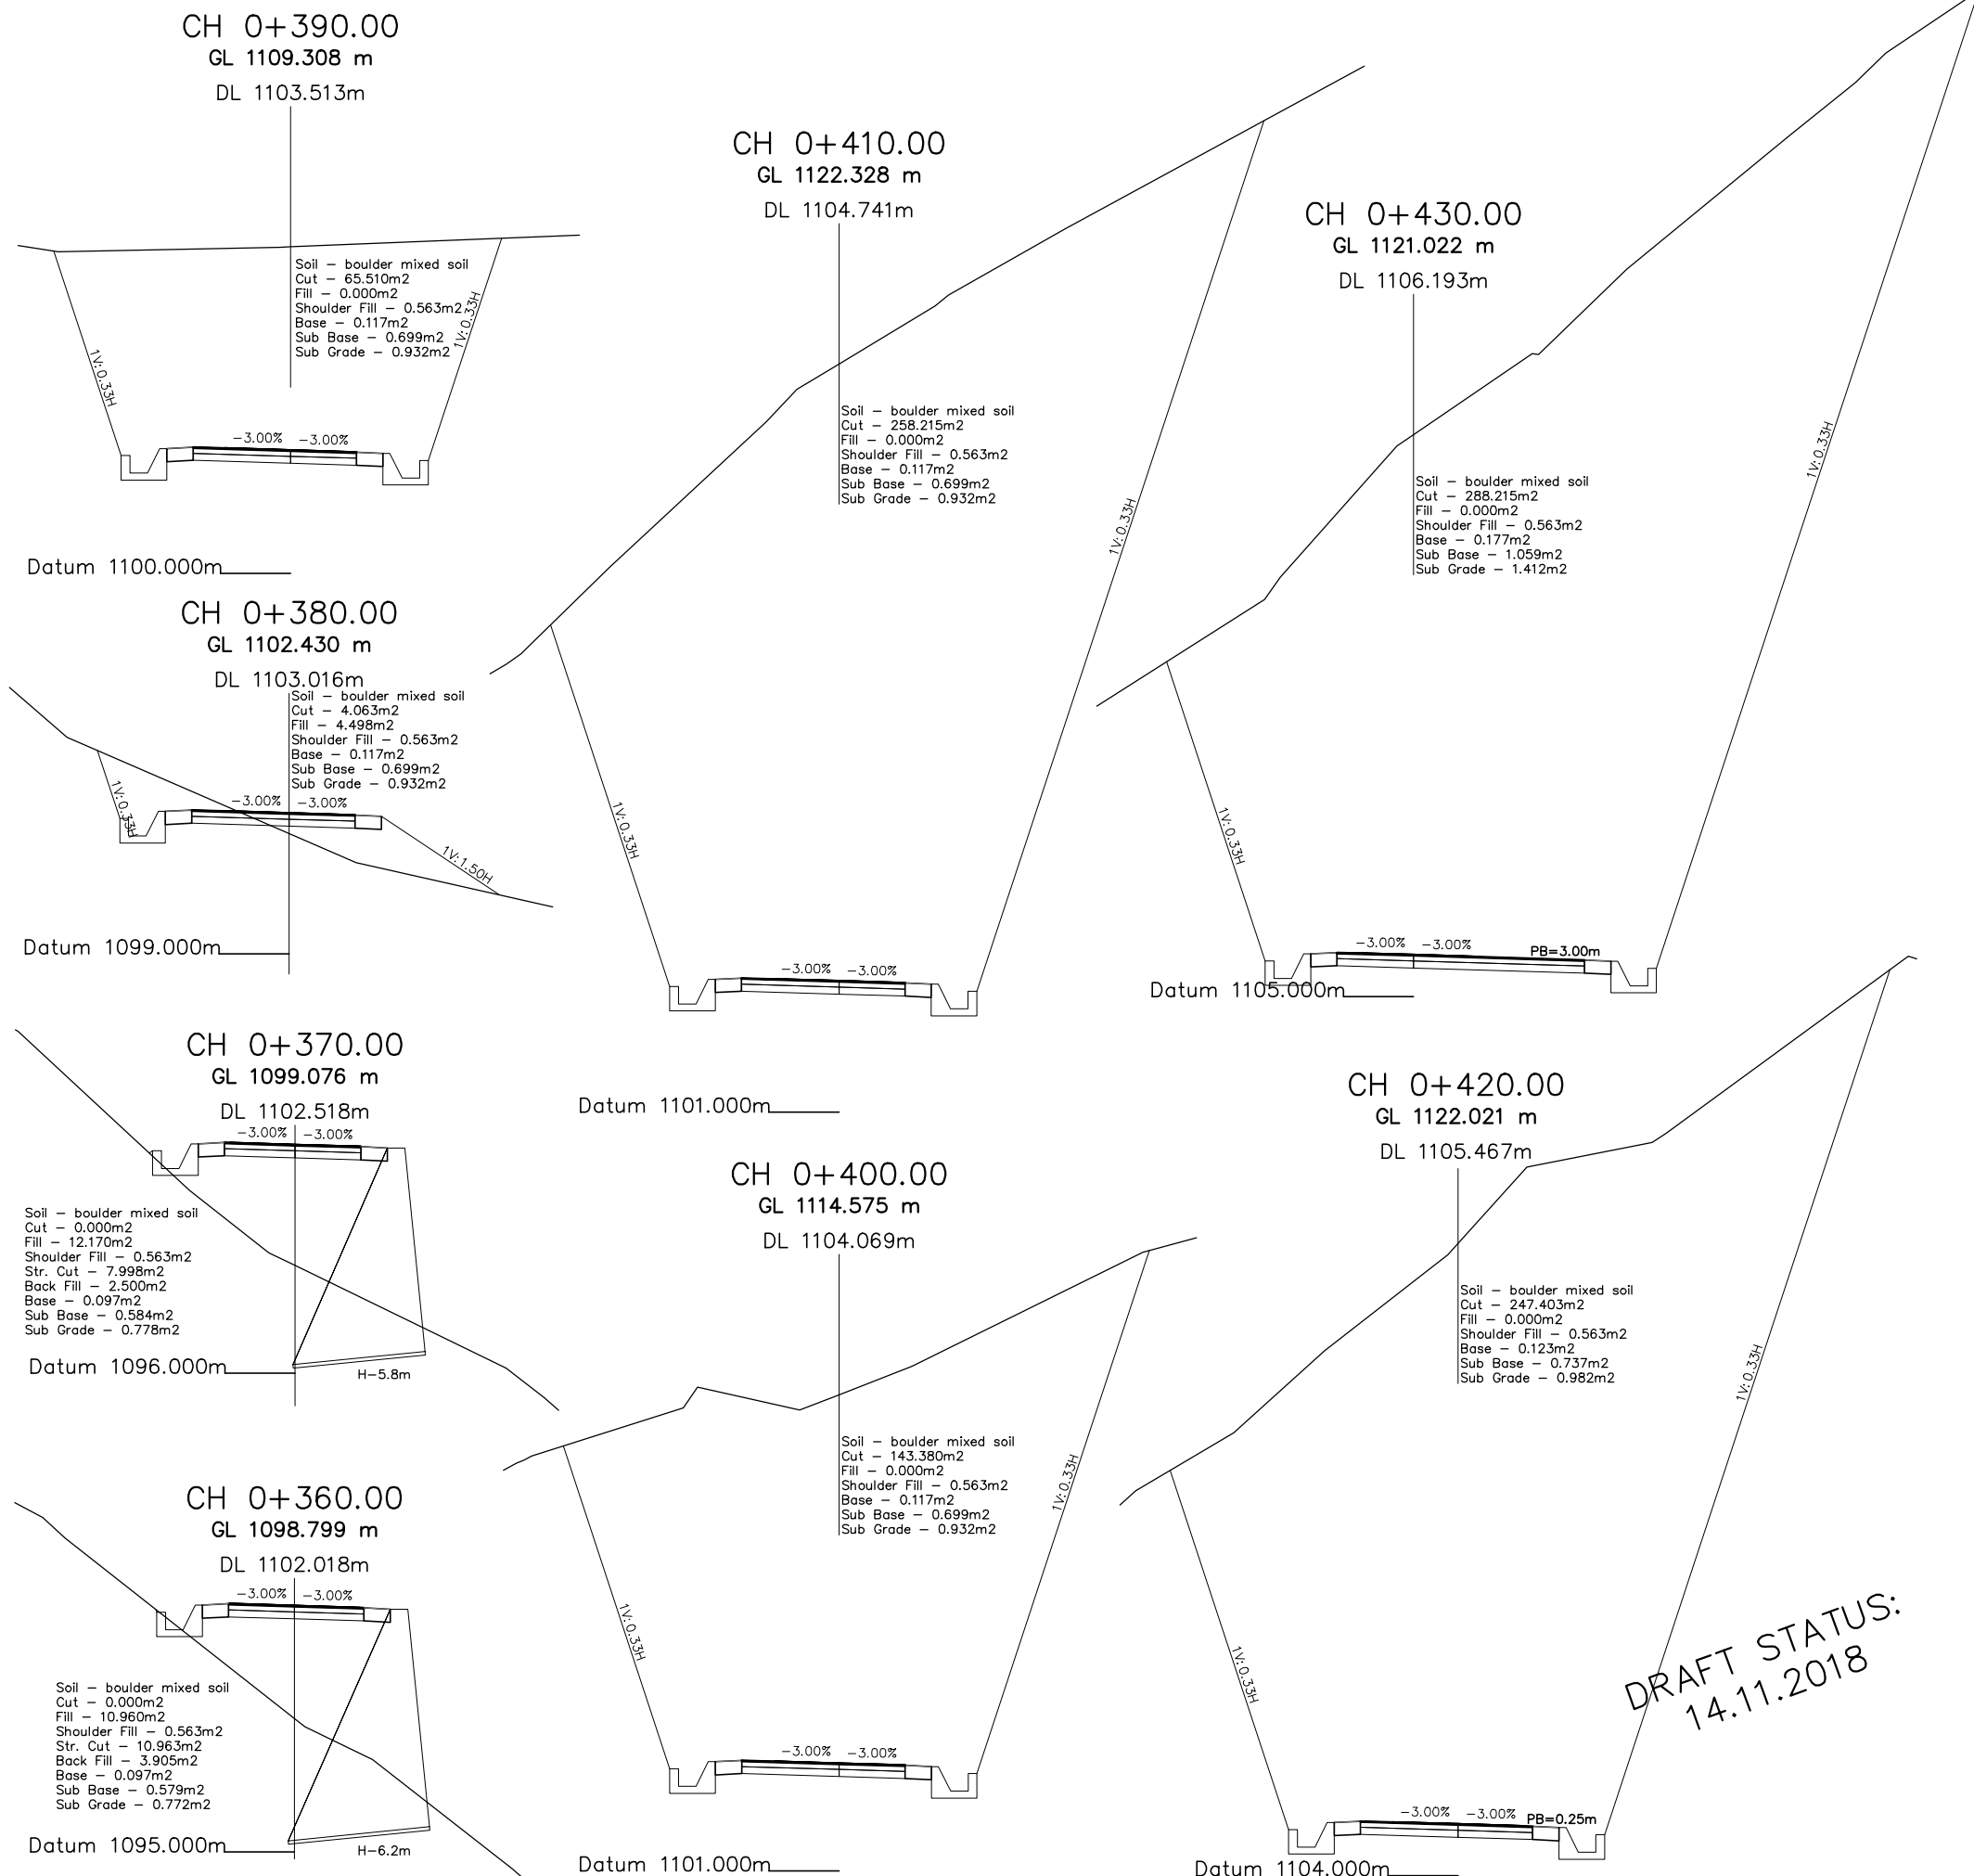 CH 0+390.00
GL 1109.308 m
DL 1103.513m
Soil - boulder mixed soil
Cut - 65.510m2
Fill - 0.000m2
Shoulder Fill - 0.563m2
Base - 0.117m2
Sub Base - 0.699m2
Sub Grade - 0.932m2
1V:0.33H
1V:0.33H
-3.00% -3.00%
Datum 1100.000m
CH 0+380.00
GL 1102.430 m
DL 1103.016m
Soil - boulder mixed soil
Cut - 4.063m2
Fill - 4.498m2
Shoulder Fill - 0.563m2
Base - 0.117m2
Sub Base - 0.699m2
Sub Grade - 0.932m2
1V:0.33H
-3.00% -3.00%
1V:1.50H
Datum 1099.000m
CH 0+370.00
GL 1099.076 m
DL 1102.518m
-3.00% -3.00%
Soil - boulder mixed soil
Cut - 0.000m2
Fill - 12.170m2
Shoulder Fill - 0.563m2
Str. Cut - 7.998m2
Back Fill - 2.500m2
Base - 0.097m2
Sub Base - 0.584m2
Sub Grade - 0.778m2
Datum 1096.000m
H-5.8m
CH 0+360.00
GL 1098.799 m
DL 1102.018m
-3.00% -3.00%
Soil - boulder mixed soil
Cut - 0.000m2
Fill - 10.960m2
Shoulder Fill - 0.563m2
Str. Cut - 10.963m2
Back Fill - 3.905m2
Base - 0.097m2
Sub Base - 0.579m2
Sub Grade - 0.772m2
Datum 1095.000m
H-6.2m
CH 0+410.00
GL 1122.328 m
DL 1104.741m
Soil - boulder mixed soil
Cut - 258.215m2
Fill - 0.000m2
Shoulder Fill - 0.563m2
Base - 0.117m2
Sub Base - 0.699m2
Sub Grade - 0.932m2
1V:0.33H
1V:0.33H
-3.00% -3.00%
Datum 1101.000m
CH 0+400.00
GL 1114.575 m
DL 1104.069m
Soil - boulder mixed soil
Cut - 143.380m2
Fill - 0.000m2
Shoulder Fill - 0.563m2
Base - 0.117m2
Sub Base - 0.699m2
Sub Grade - 0.932m2
1V:0.33H
1V:0.33H
-3.00% -3.00%
Datum 1101.000m
CH 0+430.00
GL 1121.022 m
DL 1106.193m
Soil - boulder mixed soil
Cut - 288.215m2
Fill - 0.000m2
Shoulder Fill - 0.563m2
Base - 0.177m2
Sub Base - 1.059m2
Sub Grade - 1.412m2
1V:0.33H
1V:0.33H
-3.00% -3.00% PB=3.00m
Datum 1105.000m
CH 0+420.00
GL 1122.021 m
DL 1105.467m
Soil - boulder mixed soil
Cut - 247.403m2
Fill - 0.000m2
Shoulder Fill - 0.563m2
Base - 0.123m2
Sub Base - 0.737m2
Sub Grade - 0.982m2
1V:0.33H
1V:0.33H
-3.00% -3.00% PB=0.25m
Datum 1104.000m
DRAFT STATUS:
14.11.2018